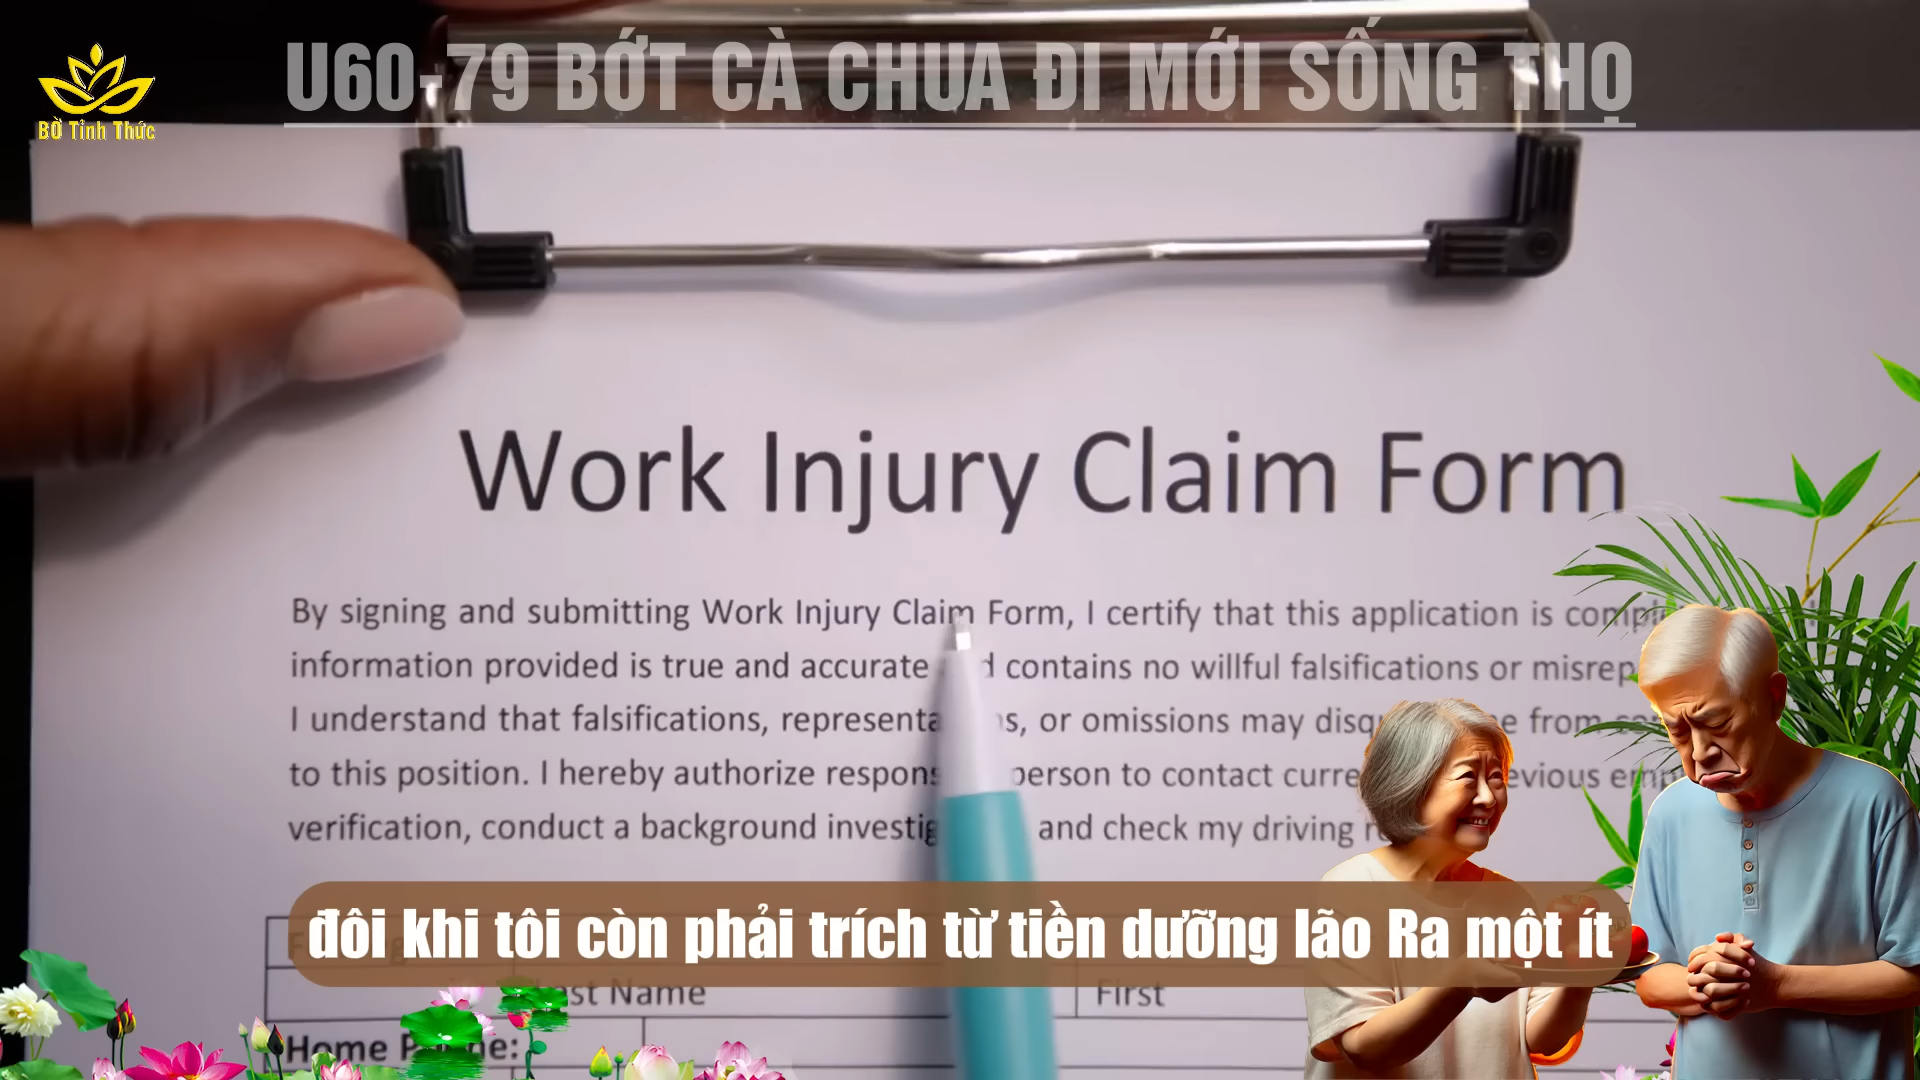 U60-79 BỚT CÀ CHUA ĐI MỚI SỐNG THỌ
BỜ Tỉnh Thức
Work Injury Claim Form
By signing and submitting Work Injury Claim Form, I certify that this application is
information provided is true and accurate contains no willful falsifications or
I understand that falsifications, or omissions may from
to this position. I hereby authorize person to contact
verification, conduct a background and check my driving
đôi khi tôi còn phải trích từ tiền dưỡng lão Ra một ít
Name First
Home